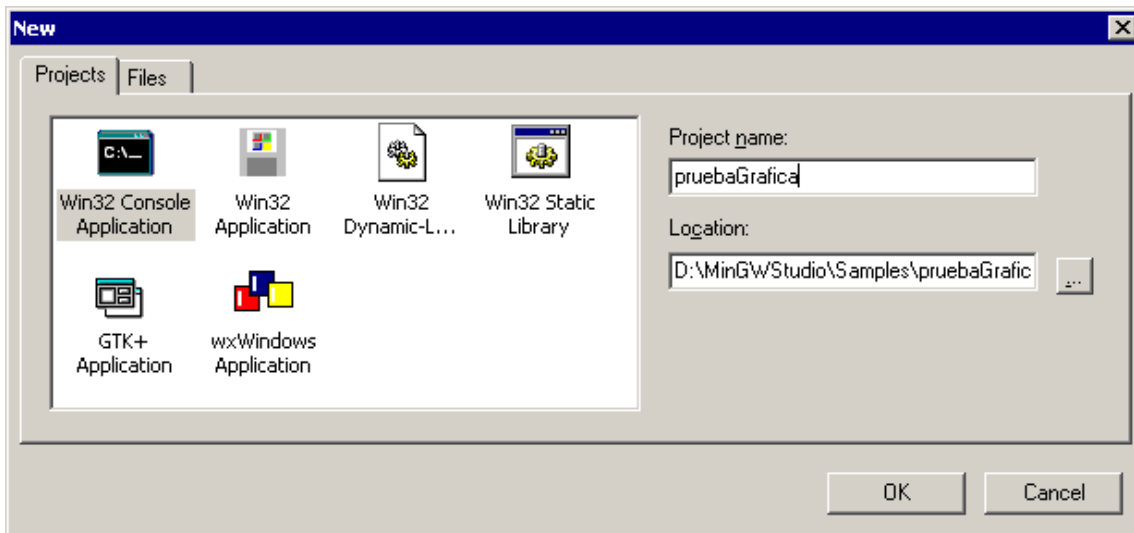 New
Projects
Files
C:\_
Win32 Console
Application
Win32
Application
Win32
Dynamic-L...
Win32 Static
Library
GTK+
Application
wxWindows
Application
Project name:
pruebaGrafica
Location:
D:\MinGWStudio\Samples\pruebaGrafic
...
OK
Cancel